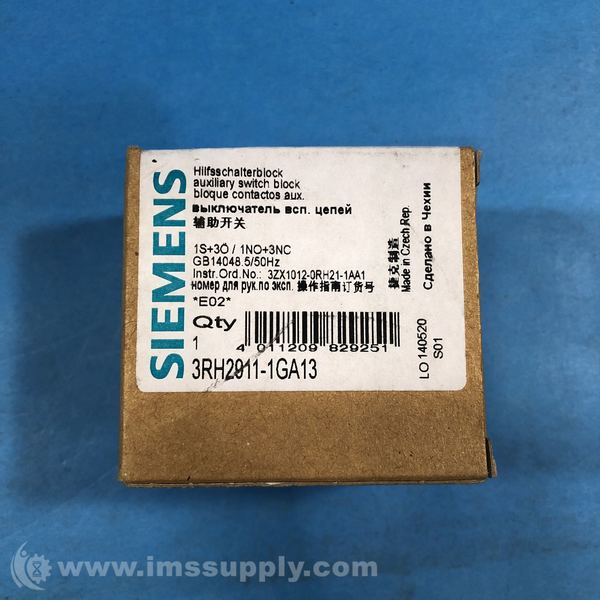 SIEMENS
Hilfsschalterblock
auxiliary switch block
bloque contactos aux.
выключатель всп. цепей
辅助开关
1S+3Ö / 1NO+3NC
GB14048.5/50Hz
Instr.Ord.No.: 3ZX1012-0RH21-1AA1
номер для рук.по эксп. 操作指南订货号
*E02*
Qty
1
4 011209 829251
3RH2911-1GA13
捷克制造
Made in Czech Rep.
Сделано в Чехии
LO 140520
S01
www.imssupply.com